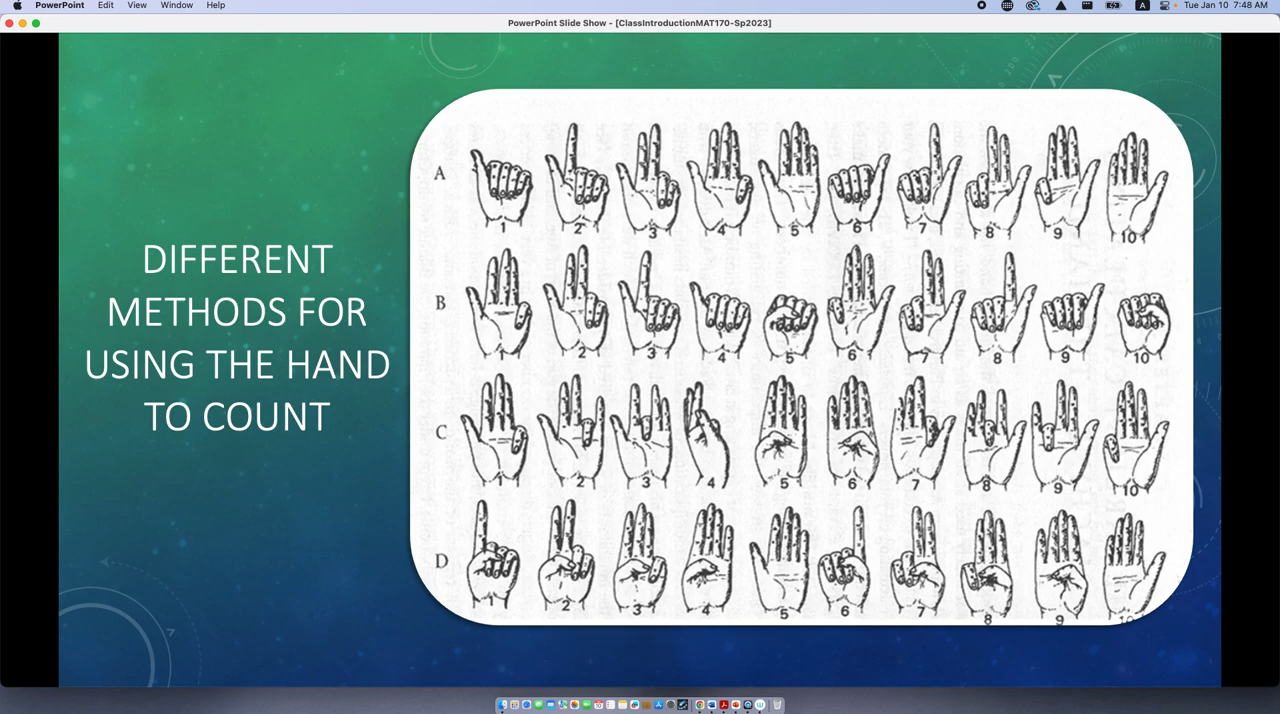 PowerPoint Edit View Window Help
A
Tue Jan 10 7:48 AM
PowerPoint Slide Show - [ClassIntroductionMAT170-Sp2023]
DIFFERENT
METHODS FOR
USING THE HAND
TO COUNT
A
1 2 3 4 5 6 7 8 9 10
B
1 2 3 4 5 6 7 8 9 10
C
1 2 3 4 5 6 7 8 9 10
D
1 2 3 4 5 6 7 8 9 10